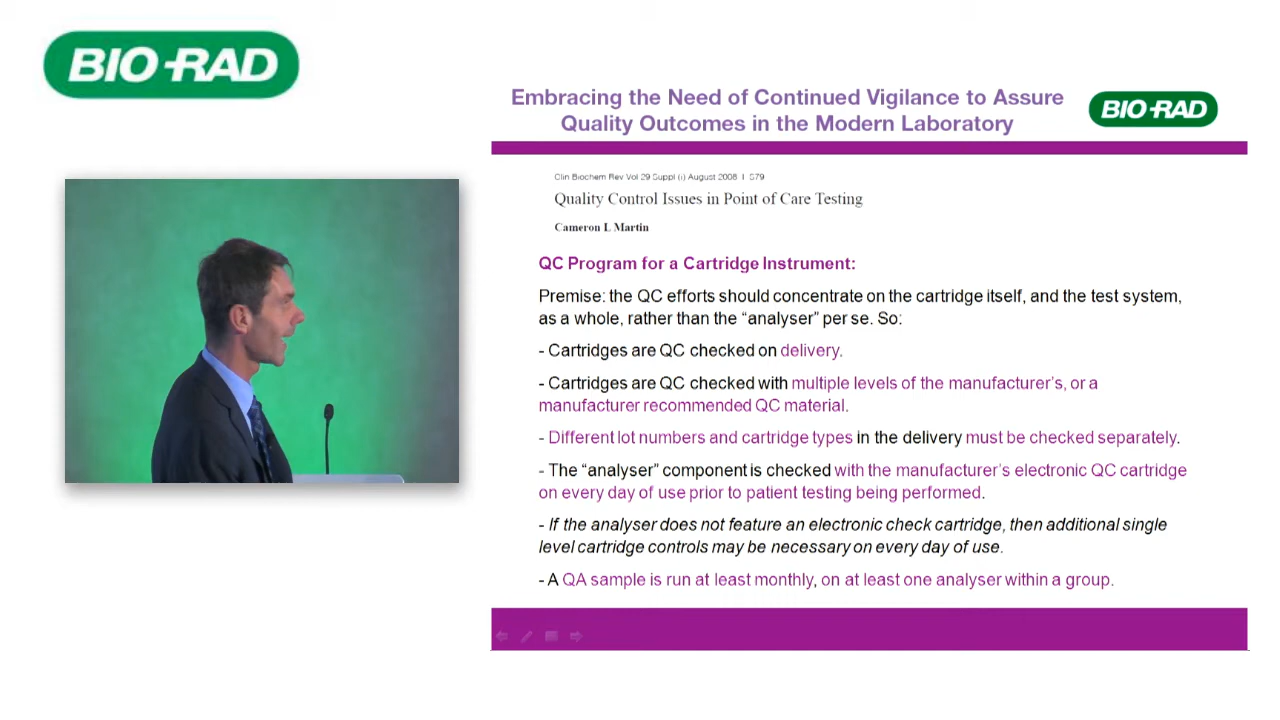 BIO-RAD
Embracing the Need of Continued Vigilance to Assure
Quality Outcomes in the Modern Laboratory
BIO-RAD
Clin Biochem Rev Vol 29 Suppl (i) August 2008 I S79
Quality Control Issues in Point of Care Testing
Cameron L Martin
QC Program for a Cartridge Instrument:
Premise: the QC efforts should concentrate on the cartridge itself, and the test system,
as a whole, rather than the “analyser” per se. So:
- Cartridges are QC checked on delivery.
- Cartridges are QC checked with multiple levels of the manufacturer’s, or a
manufacturer recommended QC material.
- Different lot numbers and cartridge types in the delivery must be checked separately.
- The “analyser” component is checked with the manufacturer’s electronic QC cartridge
on every day of use prior to patient testing being performed.
- If the analyser does not feature an electronic check cartridge, then additional single
level cartridge controls may be necessary on every day of use.
- A QA sample is run at least monthly, on at least one analyser within a group.